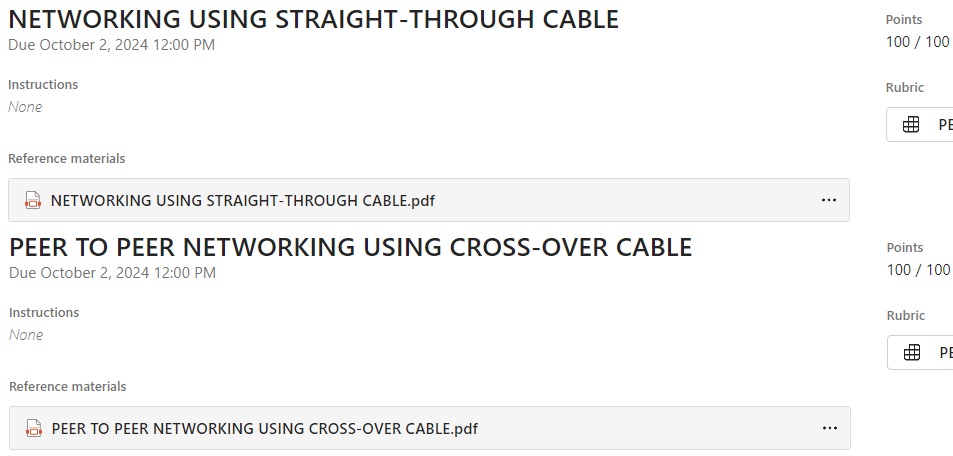 NETWORKING USING STRAIGHT-THROUGH CABLE
Due October 2, 2024 12:00 PM
Points
100 / 100
Instructions
None
Rubric
PE
Reference materials
NETWORKING USING STRAIGHT-THROUGH CABLE.pdf
PEER TO PEER NETWORKING USING CROSS-OVER CABLE
Due October 2, 2024 12:00 PM
Points
100 / 100
Instructions
None
Rubric
PE
Reference materials
PEER TO PEER NETWORKING USING CROSS-OVER CABLE.pdf